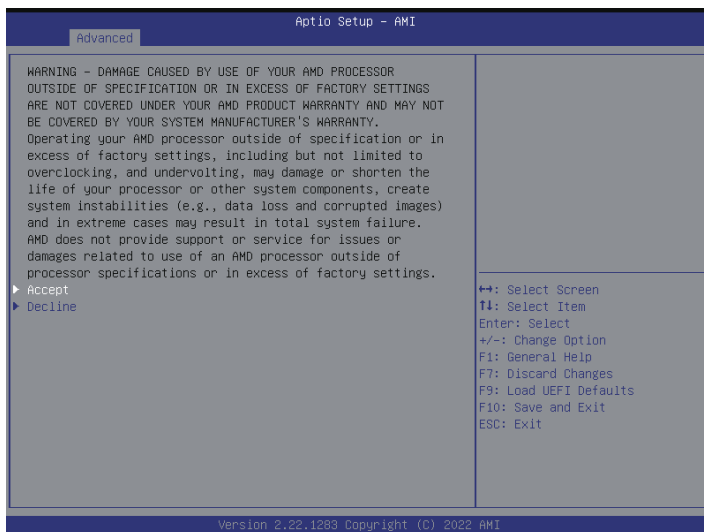 Aptio Setup - AMI
Advanced
WARNING - DAMAGE CAUSED BY USE OF YOUR AMD PROCESSOR
OUTSIDE OF SPECIFICATION OR IN EXCESS OF FACTORY SETTINGS
ARE NOT COVERED UNDER YOUR AMD PRODUCT WARRANTY AND MAY NOT
BE COVERED BY YOUR SYSTEM MANUFACTURER'S WARRANTY.
Operating your AMD processor outside of specification or in
excess of factory settings, including but not limited to
overclocking, and undervolting, may damage or shorten the
life of your processor or other system components, create
system instabilities (e.g., data loss and corrupted images)
and in extreme cases may result in total system failure.
AMD does not provide support or service for issues or
damages related to use of an AMD processor outside of
processor specifications or in excess of factory settings.
Accept
Decline
↔: Select Screen
↑↓: Select Item
Enter: Select
+/-: Change Option
F1: General Help
F7: Discard Changes
F9: Load UEFI Defaults
F10: Save and Exit
ESC: Exit
Version 2.22.1283 Copyright (C) 2022 AMI